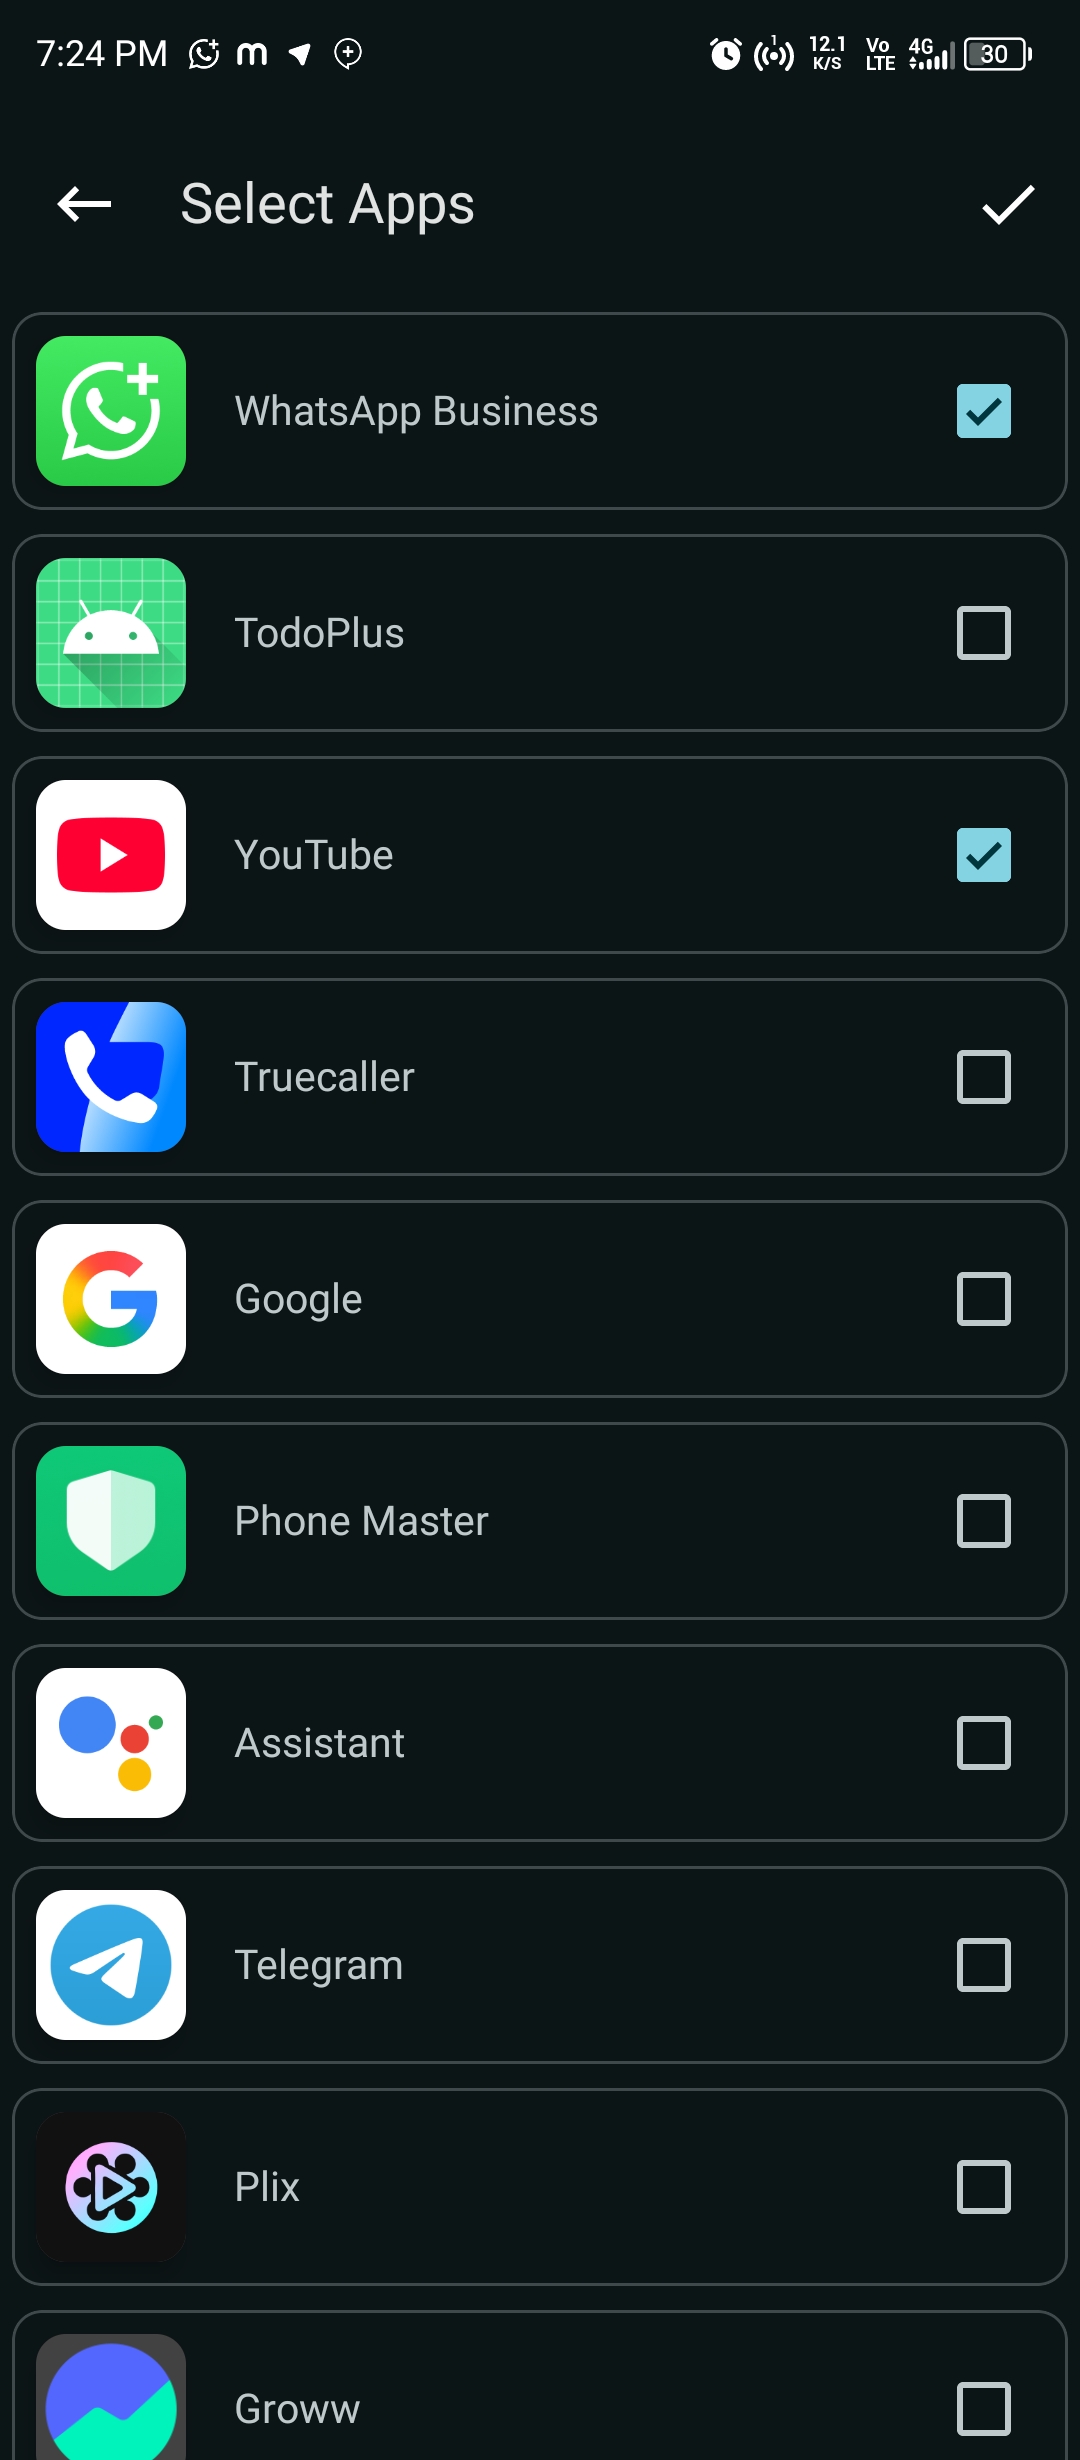 7:24 PM
1
12.1 K/S
Vo LTE
4G
30
Select Apps
WhatsApp Business
TodoPlus
YouTube
Truecaller
Google
Phone Master
Assistant
Telegram
Plix
Groww